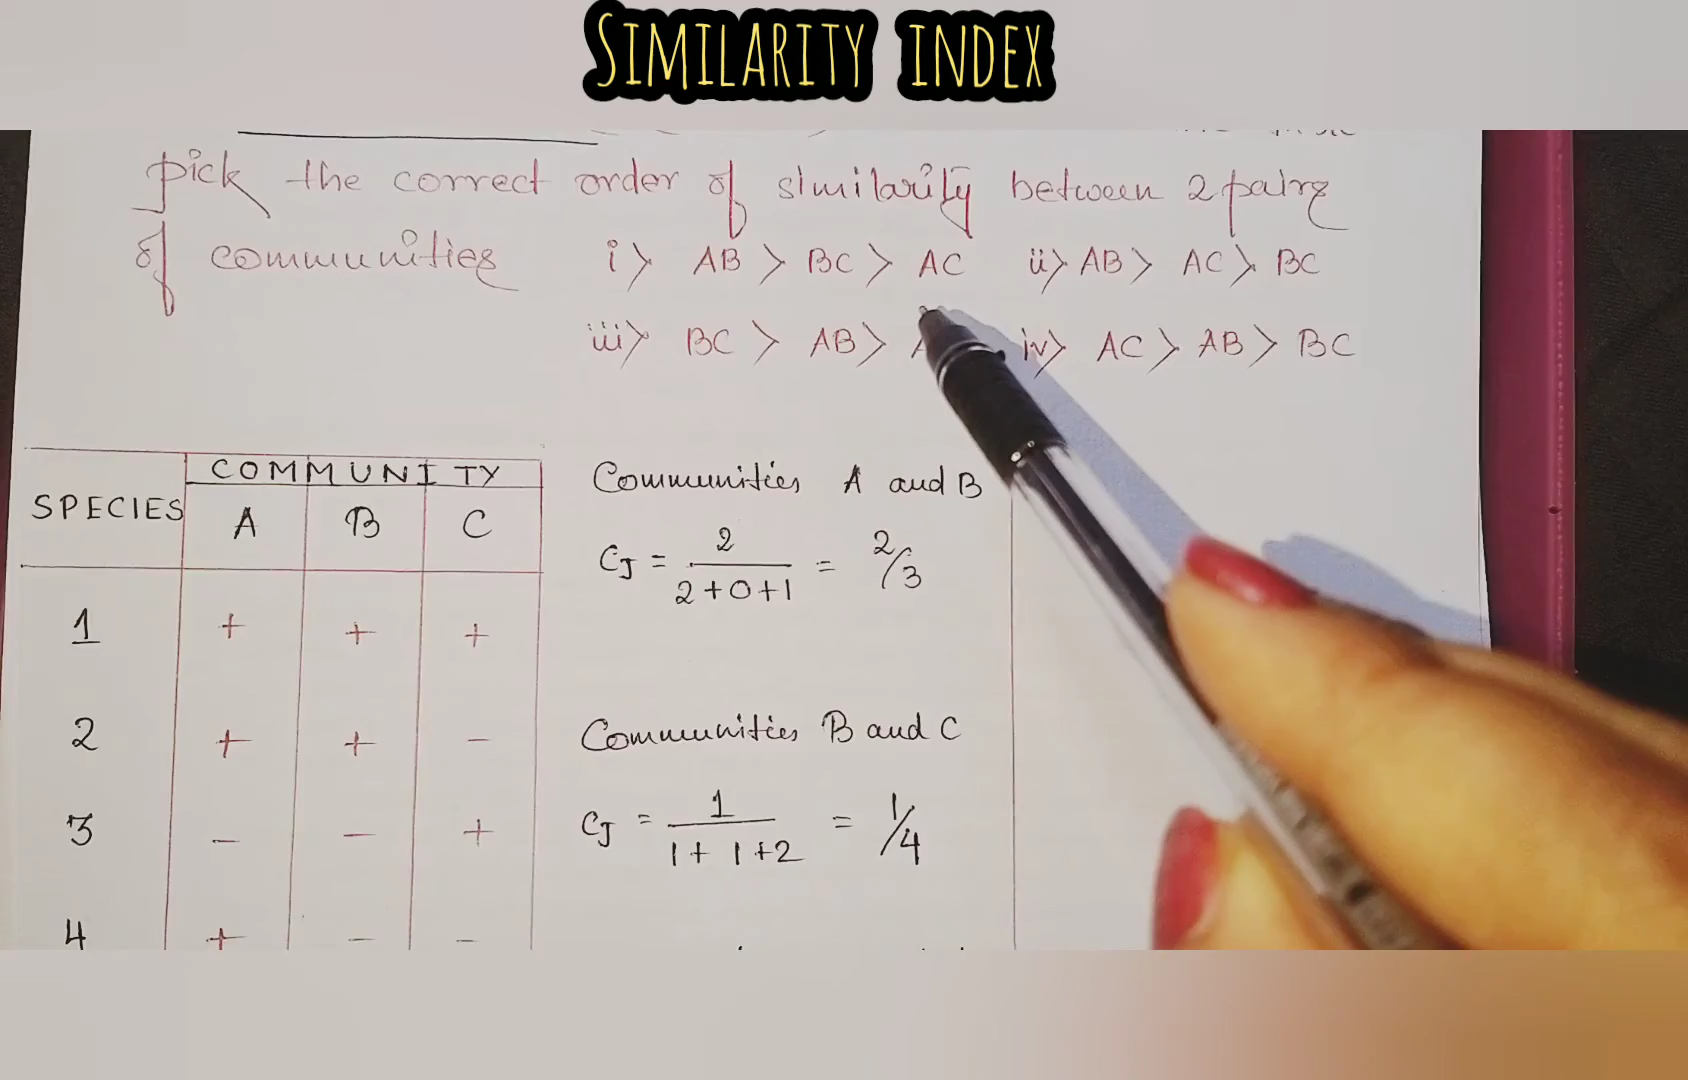 SIMILARITY INDEX
pick the correct order of similarity between 2 pairs
of communities i> AB > BC > AC ii> AB > AC > BC
iii> BC > AB > iv> AC > AB > BC
COMMUNITY
SPECIES A B C
1 + + +
2 + + -
3 - - +
4 + - -
Communities A and B
CJ = 2 / 2+0+1 = 2/3
Communities B and C
CJ = 1 / 1+1+2 = 1/4